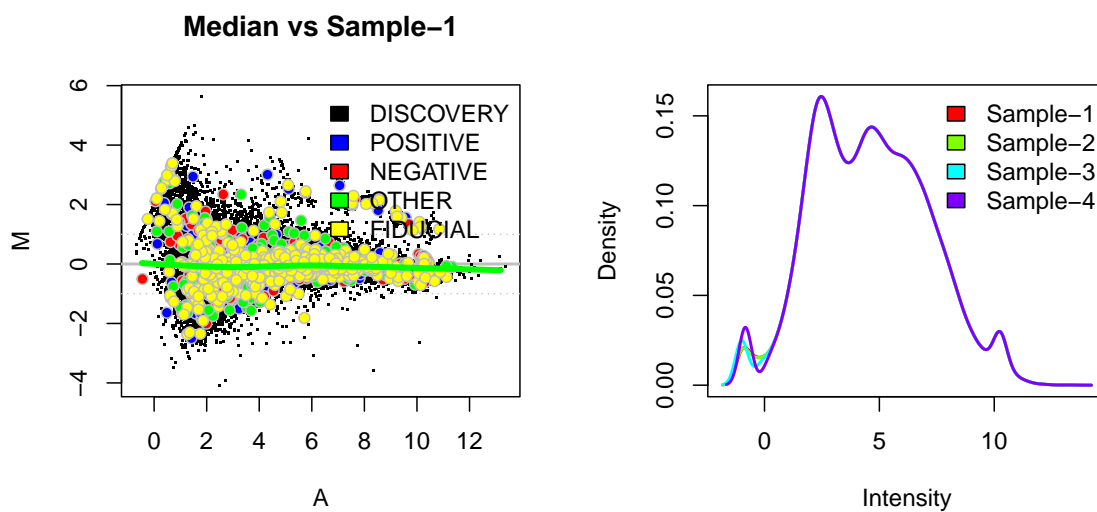 Median vs Sample−1
M
6
4
2
0
−2
−4
DISCOVERY
POSITIVE
NEGATIVE
OTHER
FIDUCIAL
0 2 4 6 8 10 12
A
Density
0.15
0.10
0.05
0.00
Sample−1
Sample−2
Sample−3
Sample−4
0 5 10
Intensity